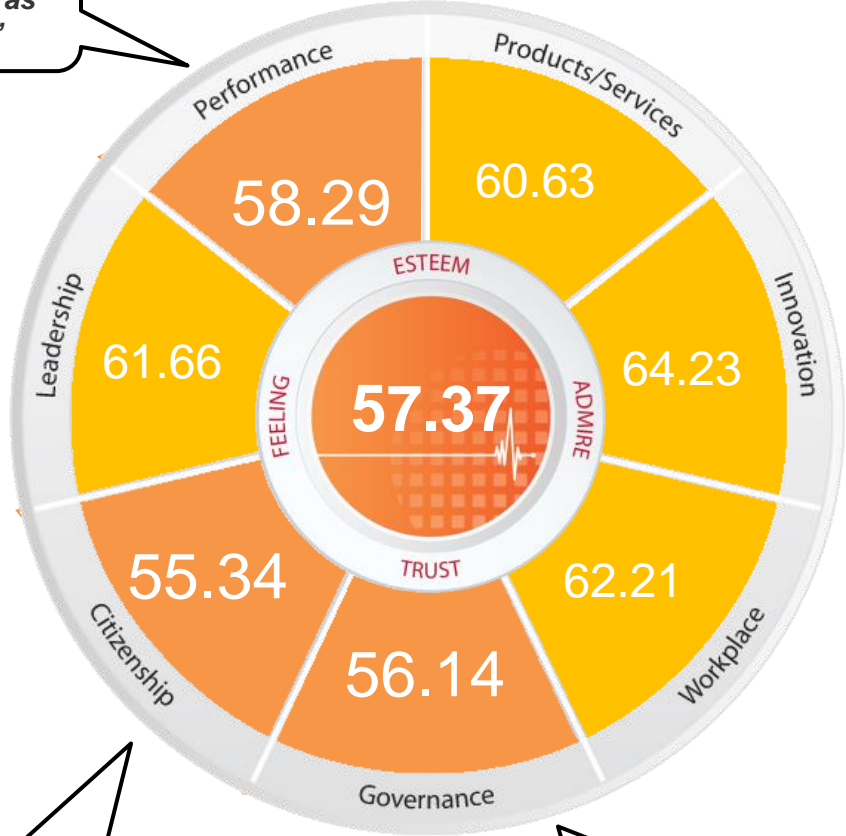 as
,
Performance
Products/Services
58.29
60.63
ESTEEM
Leadership
Innovation
61.66
64.23
57.37
FEELING
ADMIRE
55.34
62.21
TRUST
56.14
Citizenship
Workplace
Governance